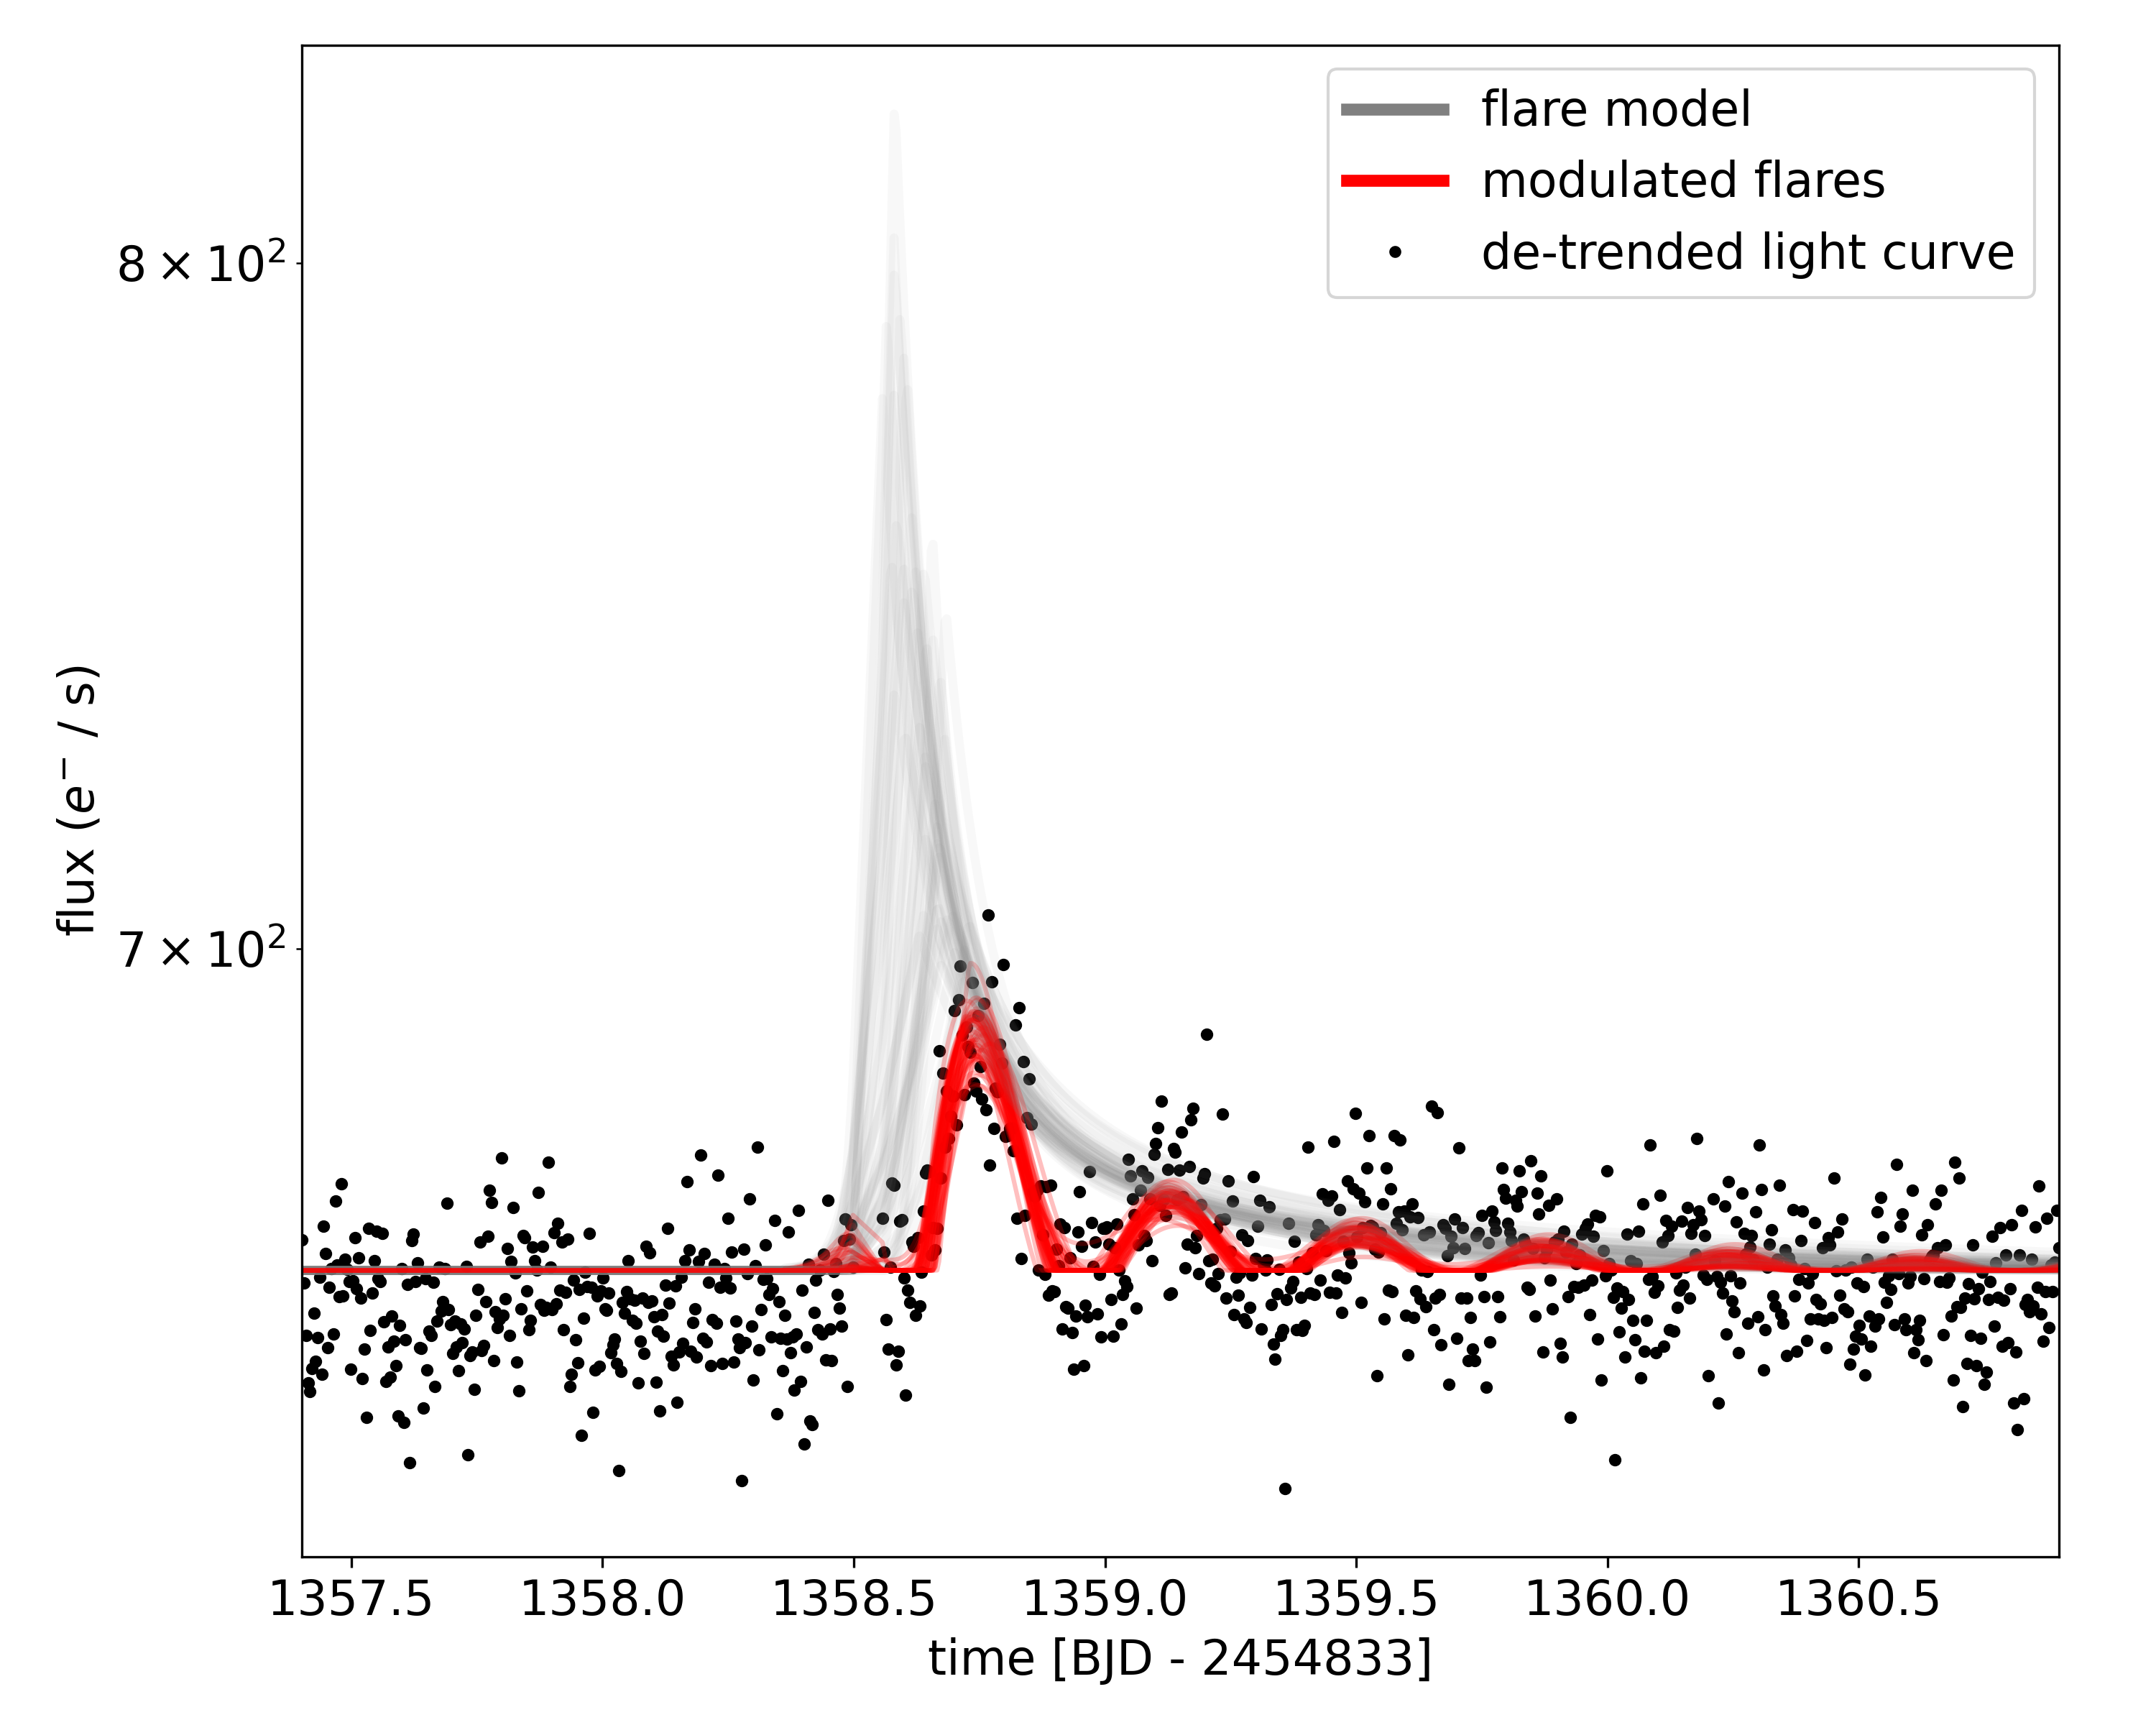 flare model
modulated flares
de-trended light curve
8 × 10²
7 × 10²
flux (e⁻ / s)
1357.5 1358.0 1358.5 1359.0 1359.5 1360.0 1360.5
time [BJD - 2454833]